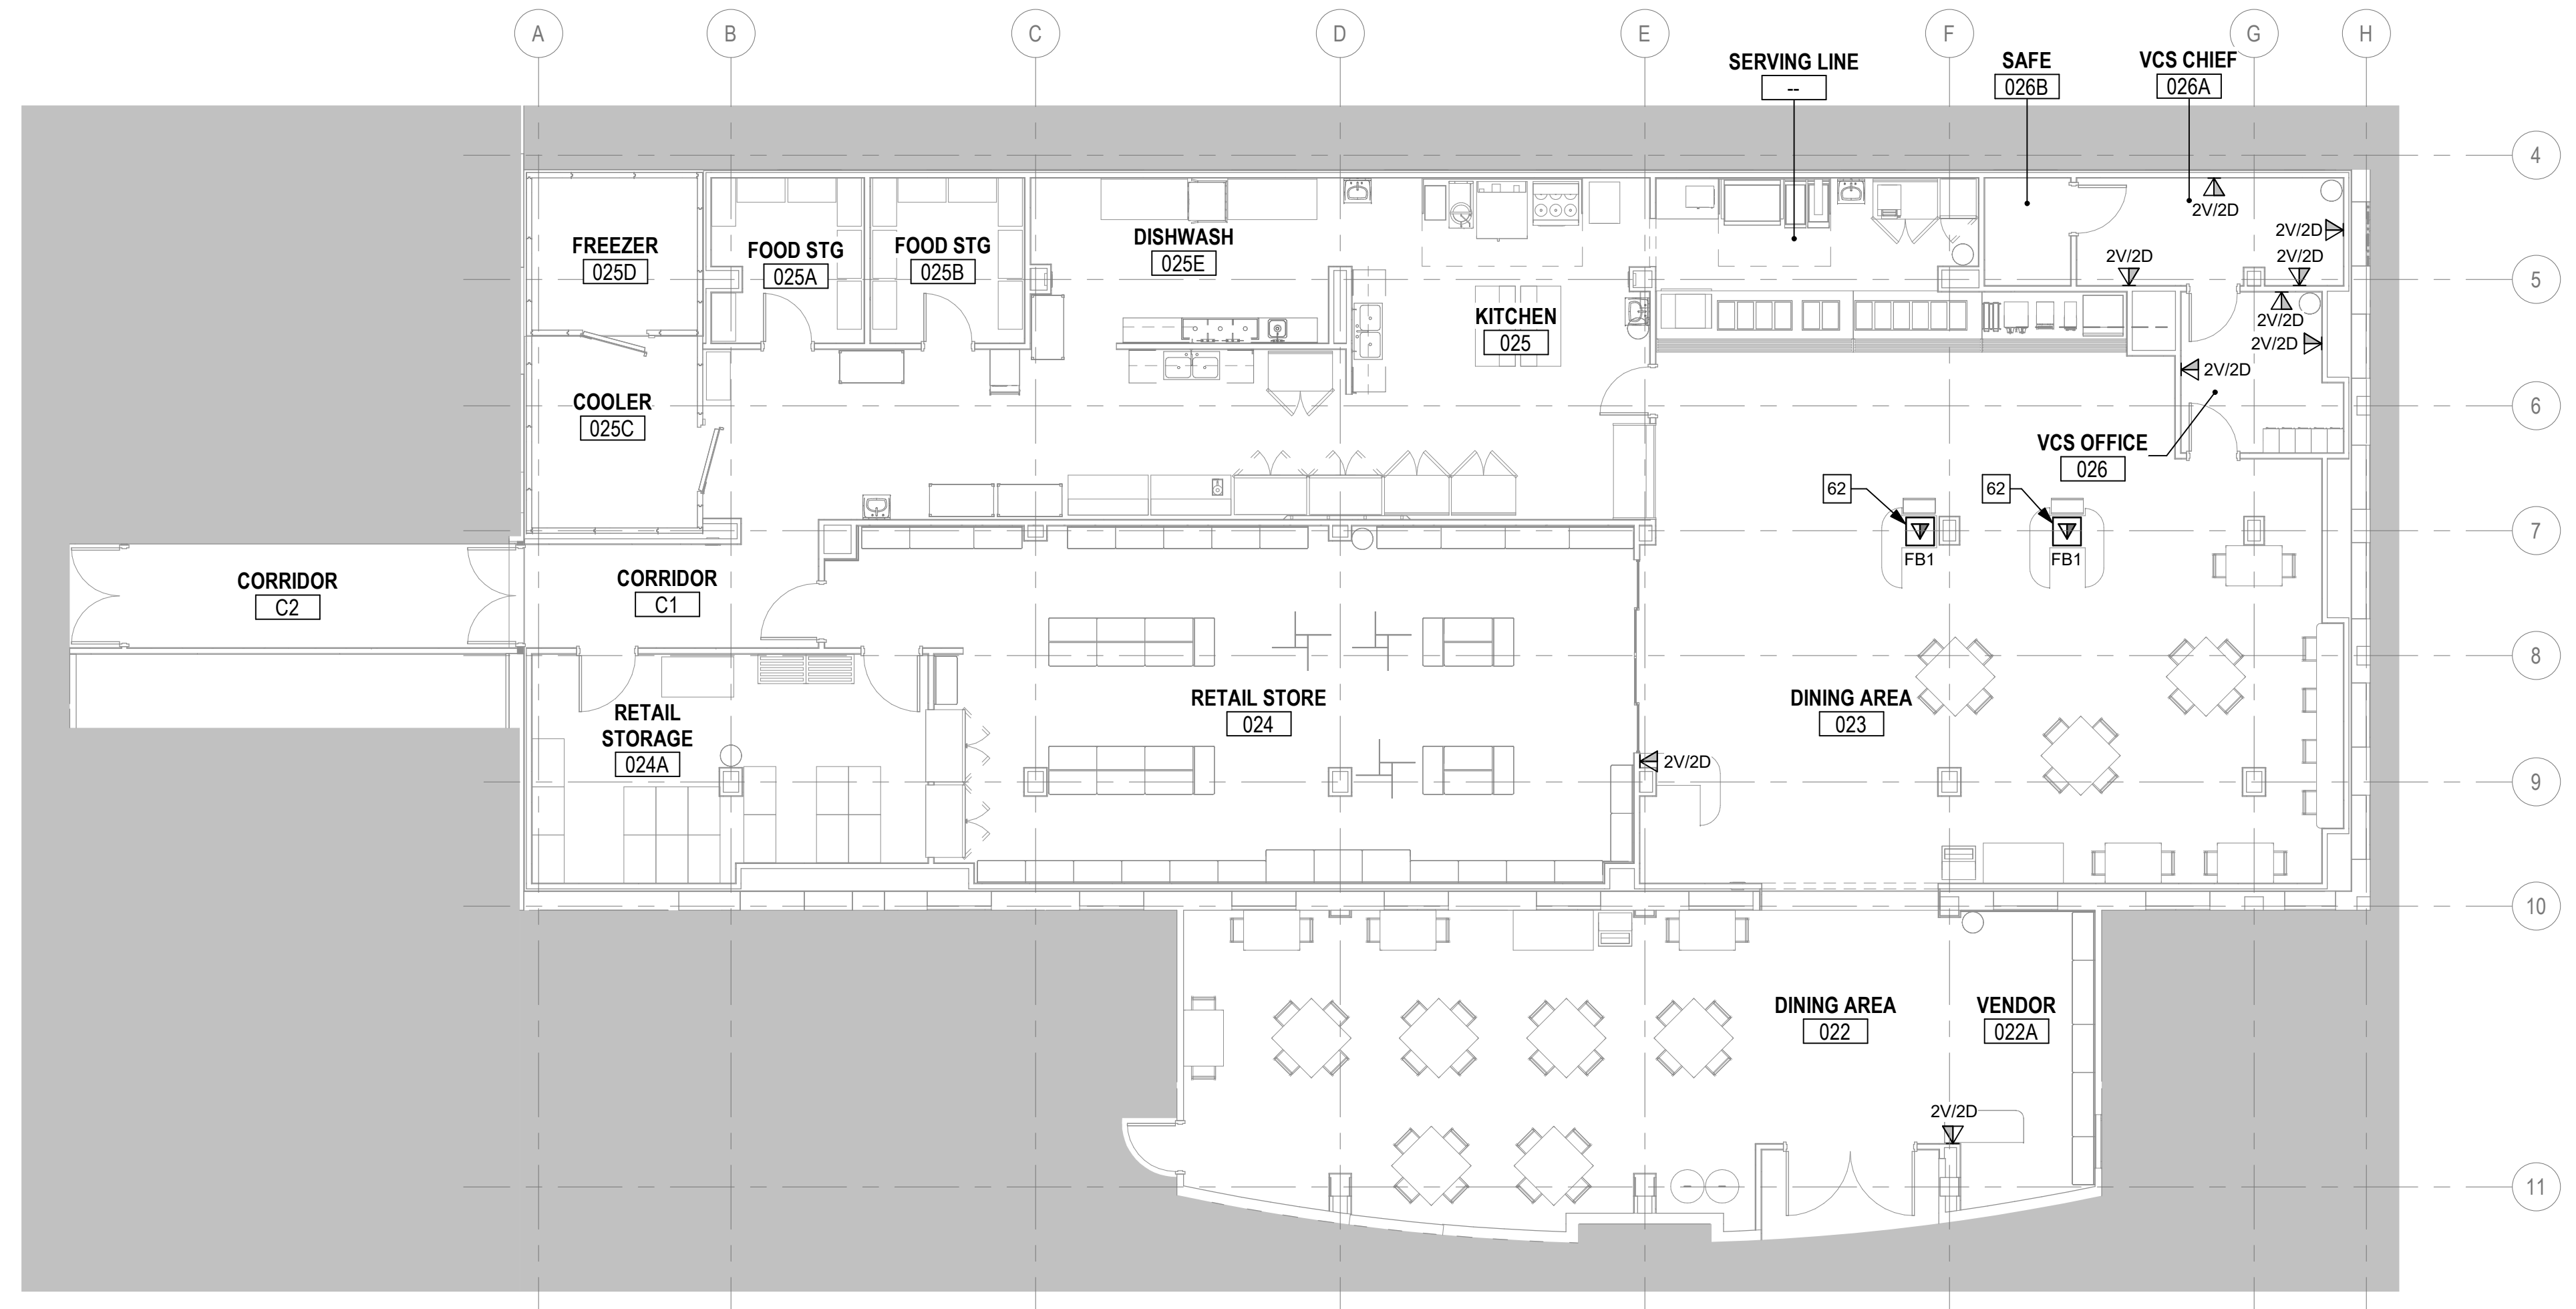 A
B
C
D
E
F
G
H
SERVING LINE
--
SAFE
026B
VCS CHIEF
026A
4
2V/2D
2V/2D
2V/2D
2V/2D
FREEZER
025D
FOOD STG
025A
FOOD STG
025B
DISHWASH
025E
5
KITCHEN
025
2V/2D
2V/2D
2V/2D
COOLER
025C
6
VCS OFFICE
026
62
62
FB1
FB1
7
CORRIDOR
C2
CORRIDOR
C1
8
RETAIL
STORAGE
024A
RETAIL STORE
024
DINING AREA
023
2V/2D
9
10
DINING AREA
022
VENDOR
022A
2V/2D
11